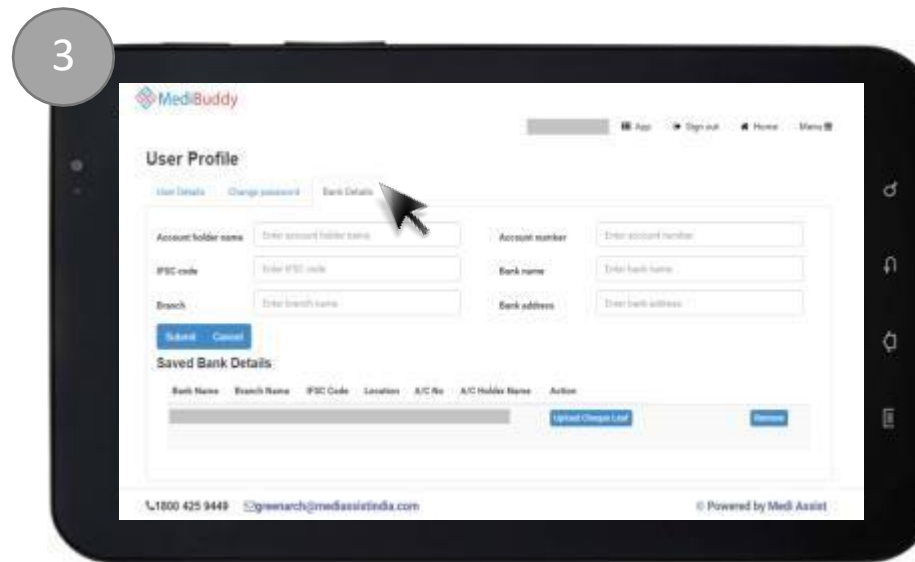 3
MediBuddy
App Sign out Home Menu
User Profile
User Details Change password Bank Details
Account holder name Enter account holder name Account number Enter account number
IFSC code Enter IFSC code Bank name Enter bank name
Branch Enter branch name Bank address Enter bank address
Submit Cancel
Saved Bank Details
Bank Name Branch Name IFSC Code Location A/C No A/C Holder Name Action
Upload Cheque Leaf Remove
1800 425 9449 greenarch@mediassistindia.com © Powered by Medi Assist